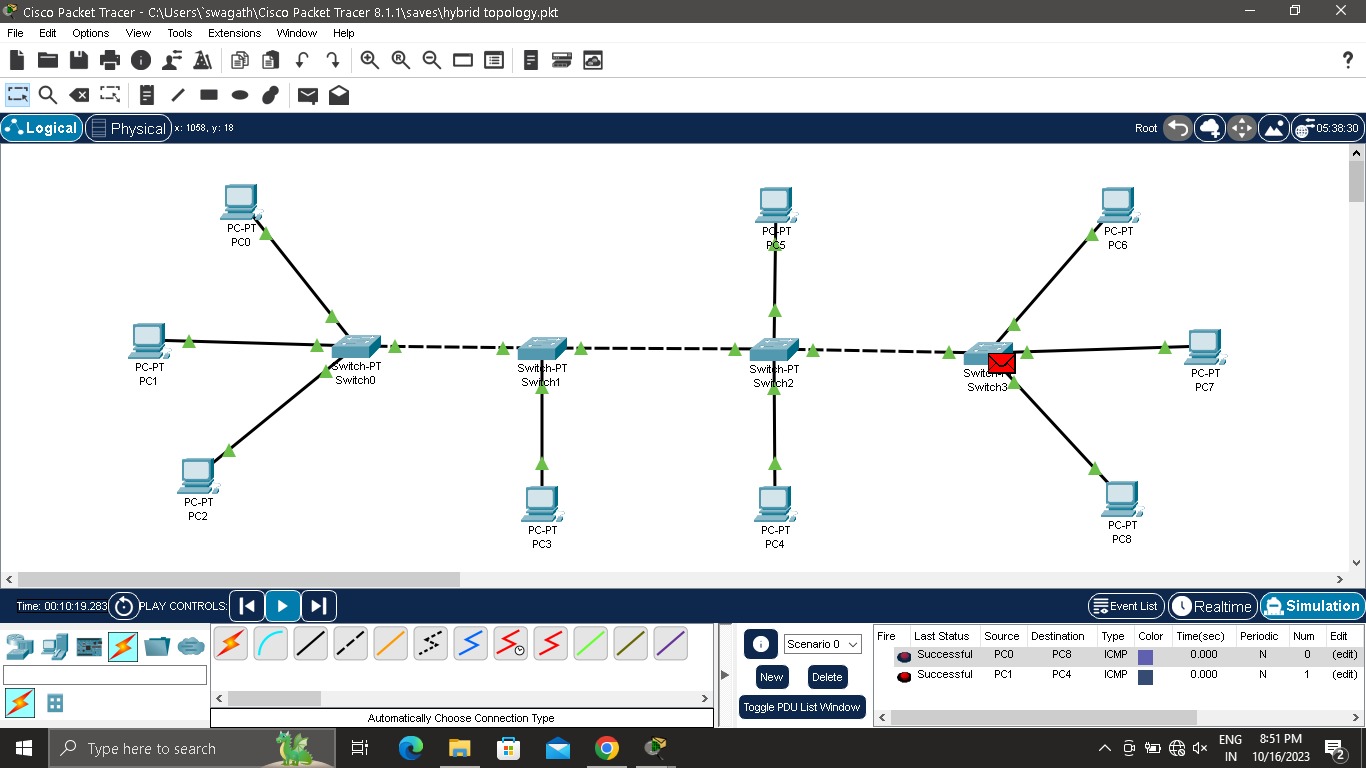 Cisco Packet Tracer - C:\Users\`swagath\Cisco Packet Tracer 8.1.1\saves\hybrid topology.pkt
File Edit Options View Tools Extensions Window Help
Logical Physical x: 1058, y: 18 Root 05:38:30
PC-PT
PC0
PC-PT
PC5
PC-PT
PC6
PC-PT
PC1
Switch-PT
Switch0
Switch-PT
Switch1
Switch-PT
Switch2
Switch-PT
Switch3
PC-PT
PC7
PC-PT
PC2
PC-PT
PC3
PC-PT
PC4
PC-PT
PC8
Time: 00:10:19.283 PLAY CONTROLS: Event List Realtime Simulation
Automatically Choose Connection Type
Scenario 0
New Delete
Toggle PDU List Window
Fire Last Status Source Destination Type Color Time(sec) Periodic Num Edit
Successful PC0 PC8 ICMP 0.000 N 0 (edit)
Successful PC1 PC4 ICMP 0.000 N 1 (edit)
Type here to search
ENG
IN
8:51 PM
10/16/2023
2